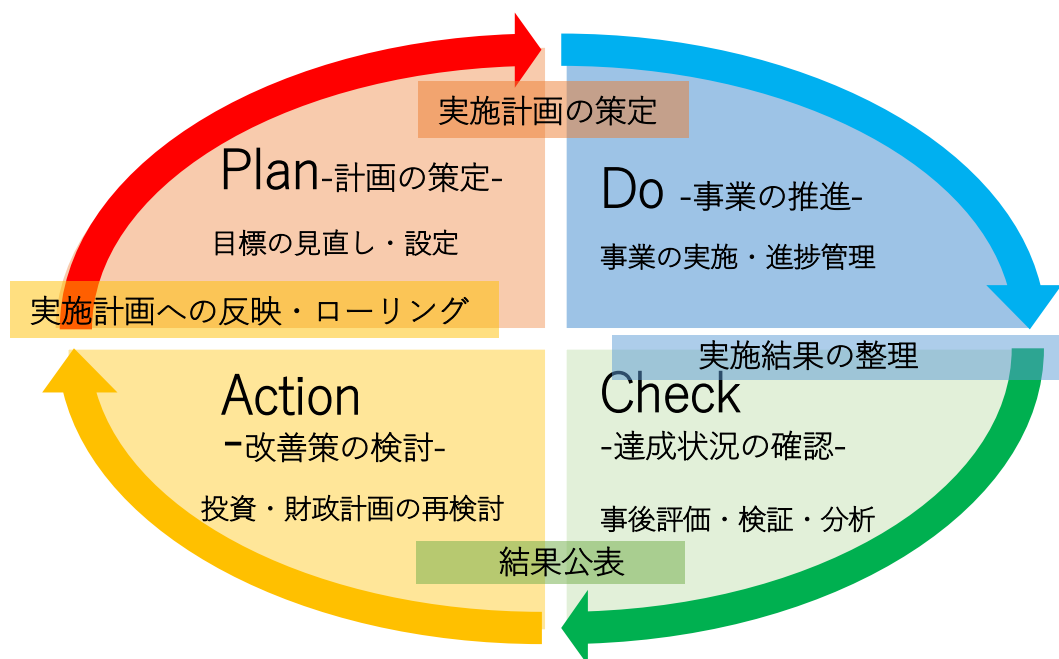 実施計画の策定
Plan-計画の策定-
目標の見直し・設定
Do -事業の推進-
事業の実施・進捗管理
実施計画への反映・ローリング
実施結果の整理
Action
-改善策の検討-
投資・財政計画の再検討
Check
-達成状況の確認-
事後評価・検証・分析
結果公表